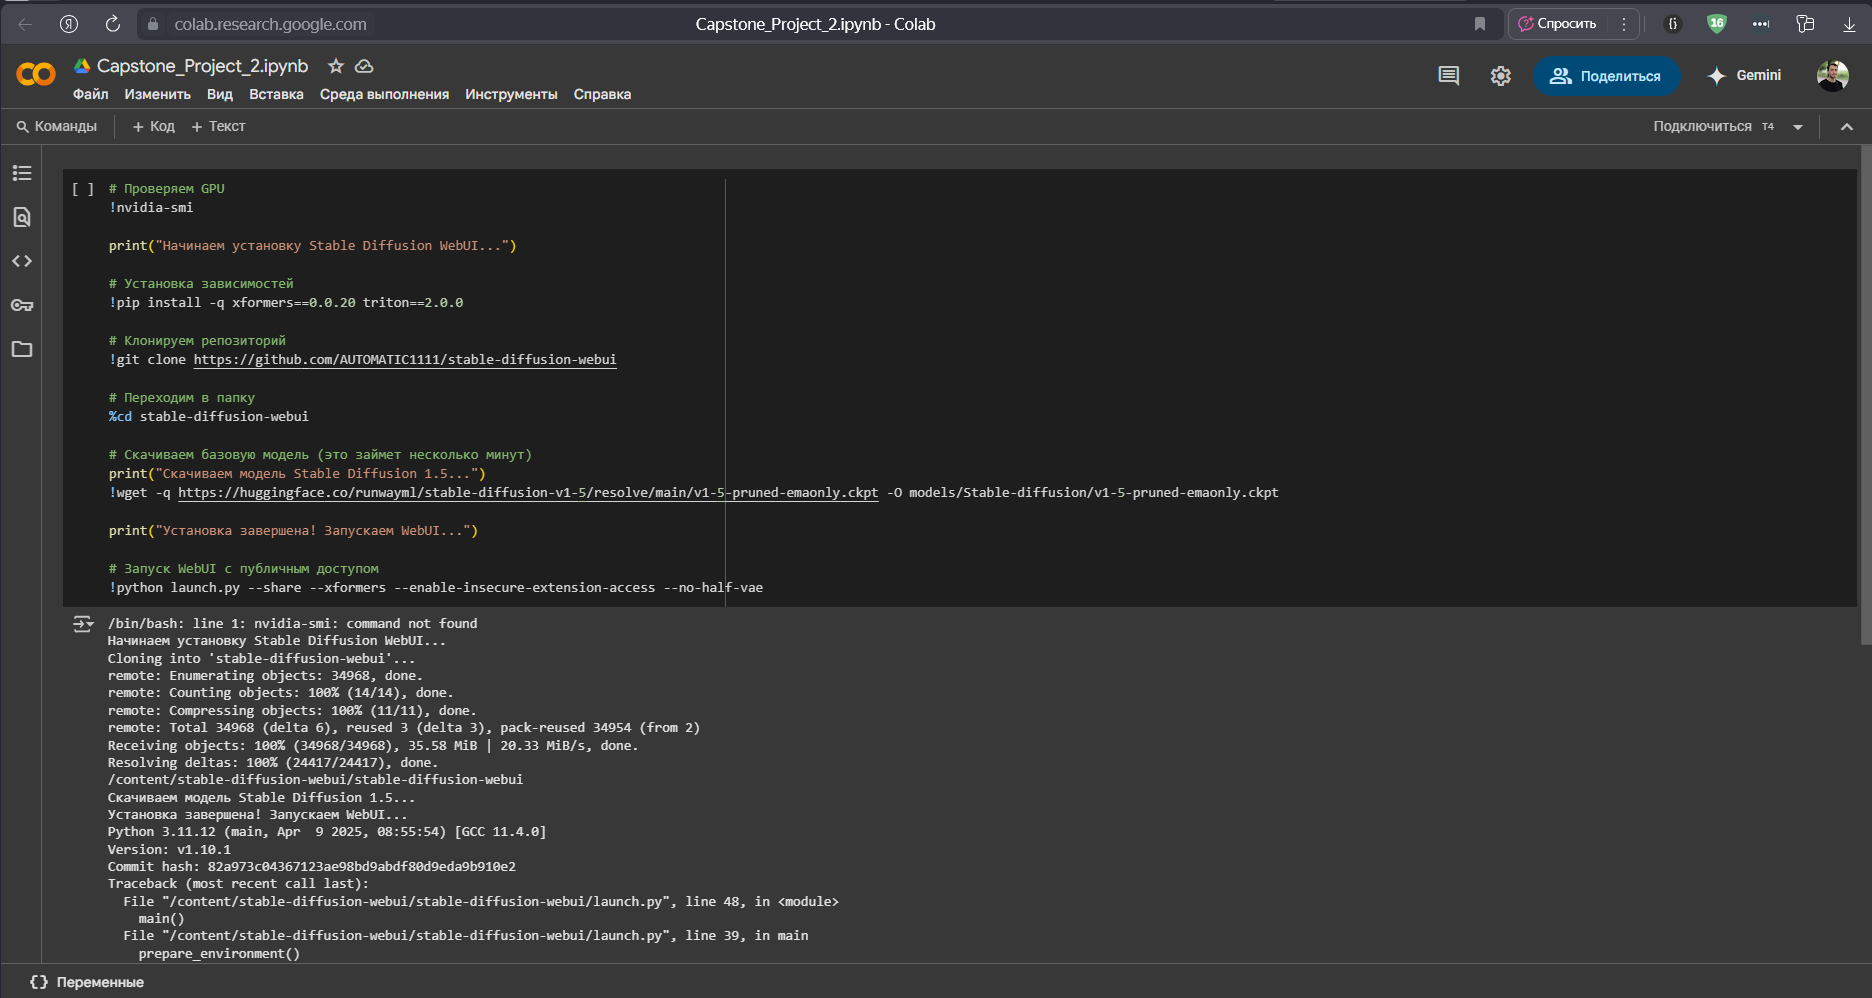 Я
colab.research.google.com
Capstone_Project_2.ipynb - Colab
Спросить
{}
16
Capstone_Project_2.ipynb
Файл Изменить Вид Вставка Среда выполнения Инструменты Справка
Поделиться
Gemini
Команды + Код + Текст
Подключиться T4
[ ] # Проверяем GPU
!nvidia-smi
print("Начинаем установку Stable Diffusion WebUI...")
# Установка зависимостей
!pip install -q xformers==0.0.20 triton==2.0.0
# Клонируем репозиторий
!git clone https://github.com/AUTOMATIC1111/stable-diffusion-webui
# Переходим в папку
%cd stable-diffusion-webui
# Скачиваем базовую модель (это займет несколько минут)
print("Скачиваем модель Stable Diffusion 1.5...")
!wget -q https://huggingface.co/runwayml/stable-diffusion-v1-5/resolve/main/v1-5-pruned-emaonly.ckpt -O models/Stable-diffusion/v1-5-pruned-emaonly.ckpt
print("Установка завершена! Запускаем WebUI...")
# Запуск WebUI с публичным доступом
!python launch.py --share --xformers --enable-insecure-extension-access --no-half-vae
/bin/bash: line 1: nvidia-smi: command not found
Начинаем установку Stable Diffusion WebUI...
Cloning into 'stable-diffusion-webui'...
remote: Enumerating objects: 34968, done.
remote: Counting objects: 100% (14/14), done.
remote: Compressing objects: 100% (11/11), done.
remote: Total 34968 (delta 6), reused 3 (delta 3), pack-reused 34954 (from 2)
Receiving objects: 100% (34968/34968), 35.58 MiB | 20.33 MiB/s, done.
Resolving deltas: 100% (24417/24417), done.
/content/stable-diffusion-webui/stable-diffusion-webui
Скачиваем модель Stable Diffusion 1.5...
Установка завершена! Запускаем WebUI...
Python 3.11.12 (main, Apr  9 2025, 08:55:54) [GCC 11.4.0]
Version: v1.10.1
Commit hash: 82a973c04367123ae98bd9abdf80d9eda9b910e2
Traceback (most recent call last):
File "/content/stable-diffusion-webui/stable-diffusion-webui/launch.py", line 48, in <module>
main()
File "/content/stable-diffusion-webui/stable-diffusion-webui/launch.py", line 39, in main
prepare_environment()
{} Переменные